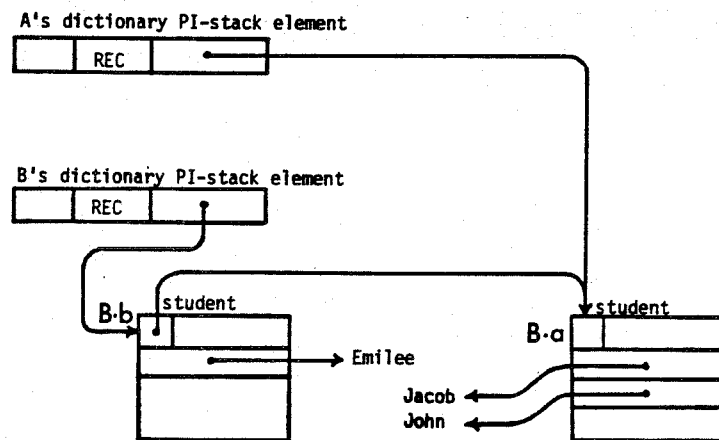 A's dictionary PI-stack element
REC
B's dictionary PI-stack element
REC
B·b
student
Emilee
B·a
student
Jacob
John